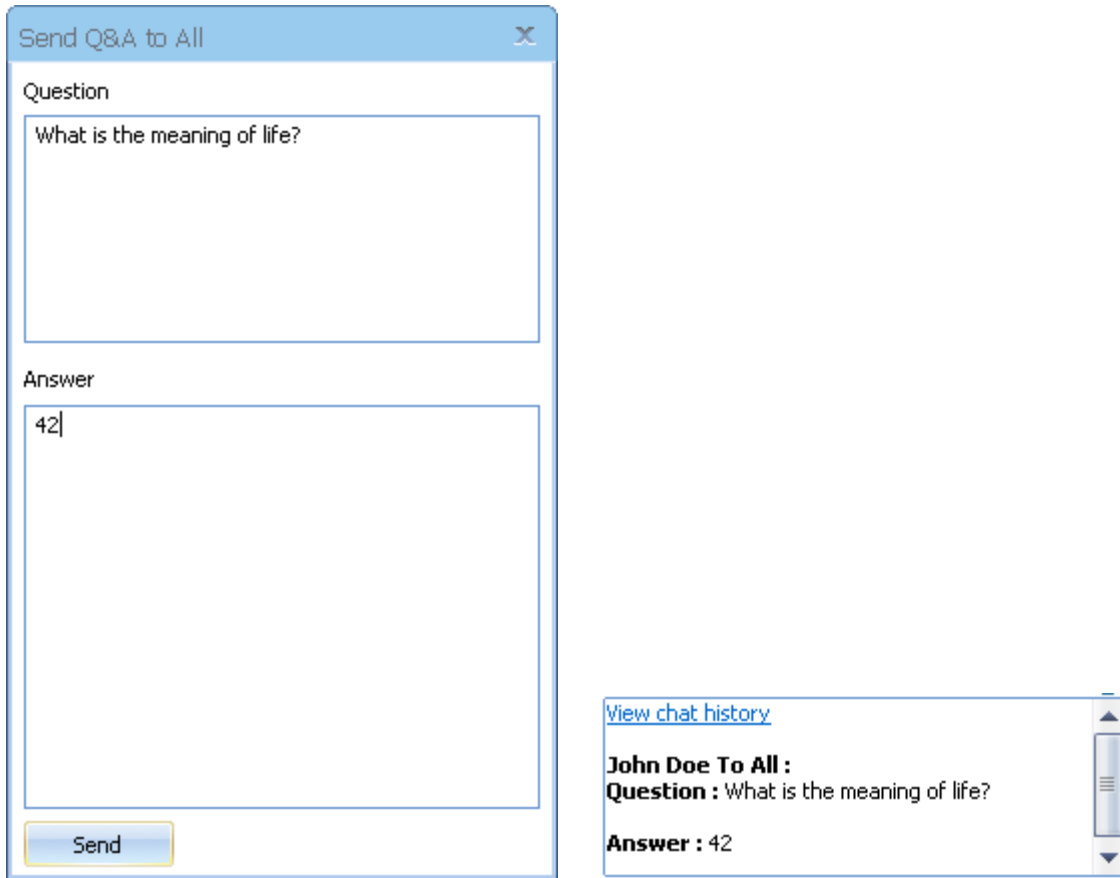 Send Q&A to All
Question
What is the meaning of life?
Answer
42
Send
View chat history
John Doe To All :
Question : What is the meaning of life?
Answer : 42